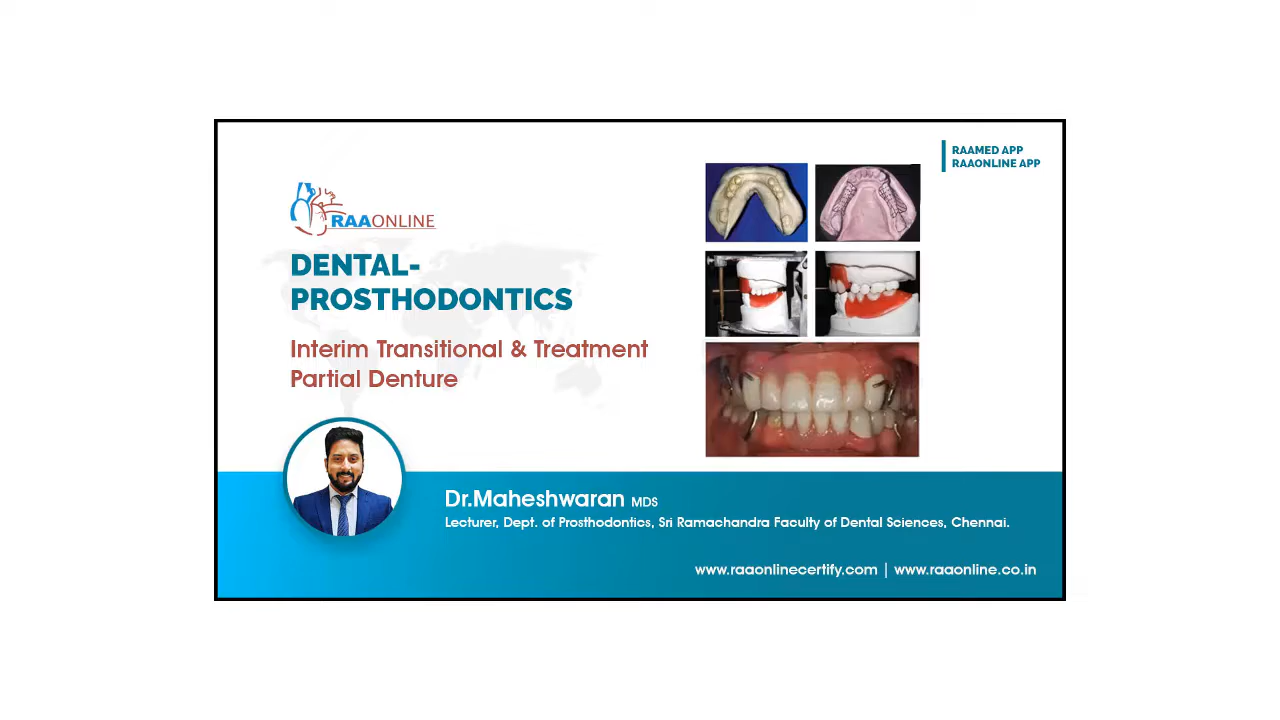 RAAMED APP
RAAONLINE APP
RAAONLINE
DENTAL-
PROSTHODONTICS
Interim Transitional & Treatment
Partial Denture
Dr.Maheshwaran MDS
Lecturer, Dept. of Prosthodontics, Sri Ramachandra Faculty of Dental Sciences, Chennai.
www.raaonlinecertify.com | www.raaonline.co.in